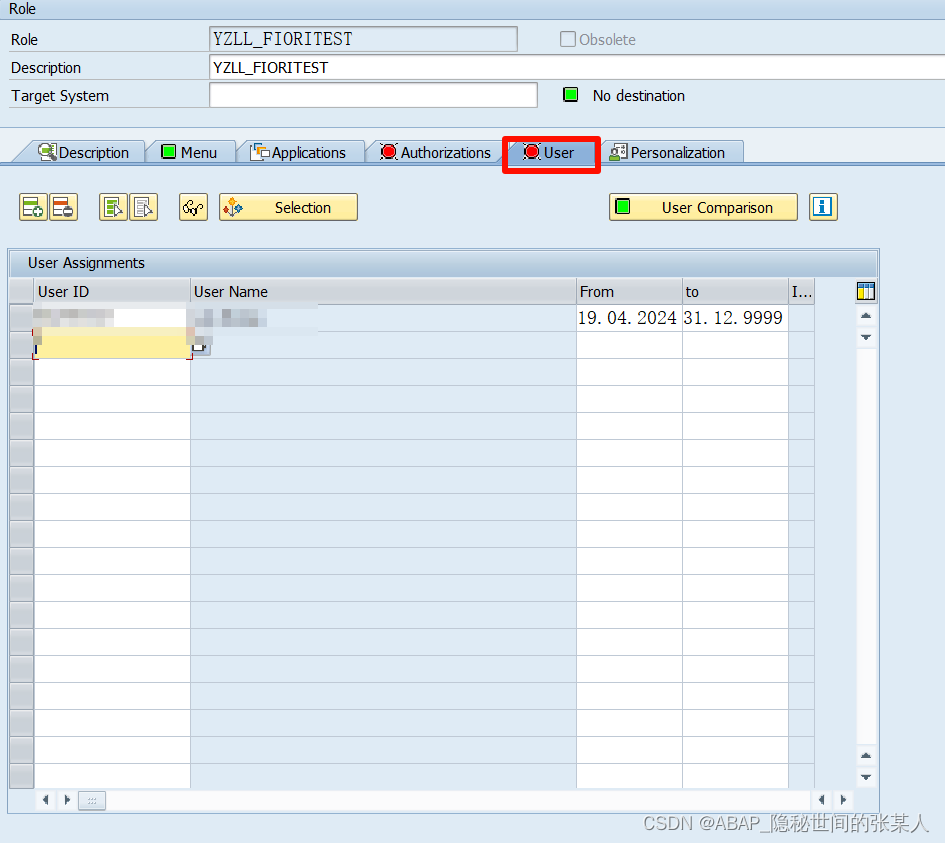 Role
Role YZLL_FIORITEST Obsolete
Description YZLL_FIORITEST
Target System No destination
Description Menu Applications Authorizations User Personalization
Selection User Comparison
User Assignments
User ID User Name From to I...
19.04.2024 31.12.9999
CSDN @ABAP_隐秘世间的张某人